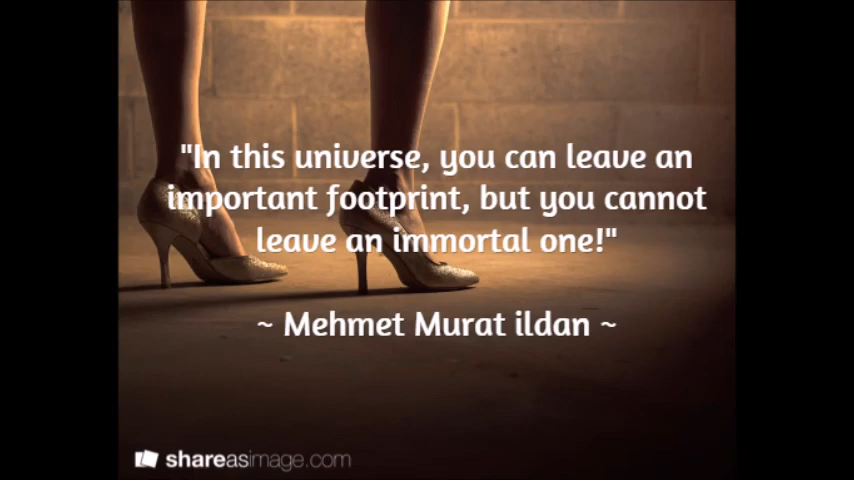 "In this universe, you can leave an
important footprint, but you cannot
leave an immortal one!"
~ Mehmet Murat ildan ~
shareasimage.com